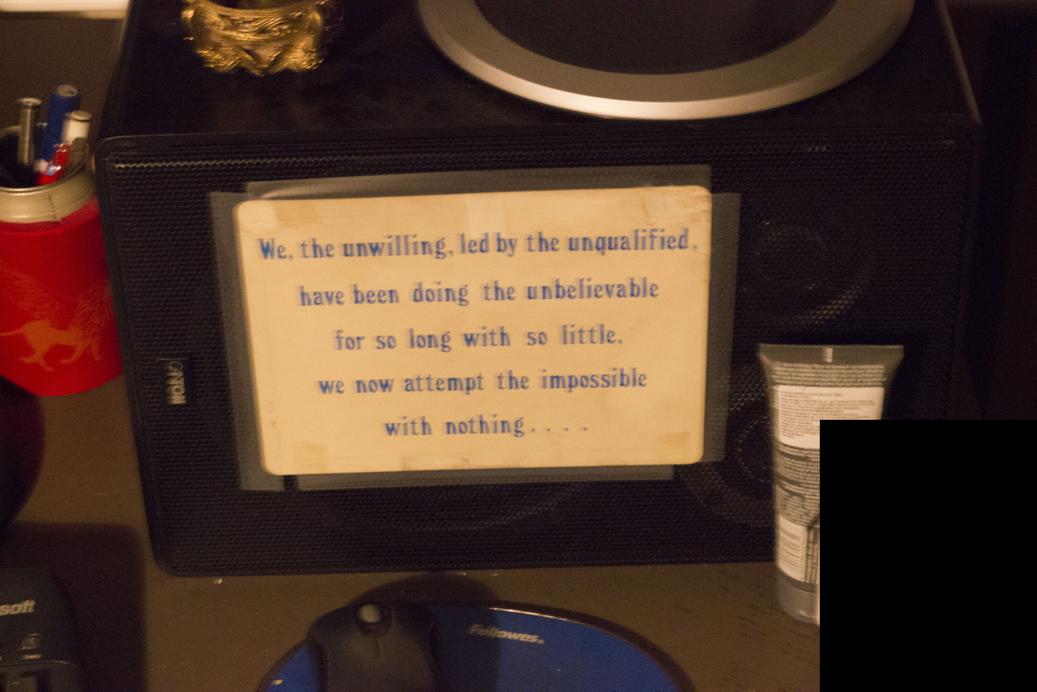 We, the unwilling, led by the unqualified,
have been doing the unbelievable
for so long with so little,
we now attempt the impossible
with nothing....
Fellowes.
soft